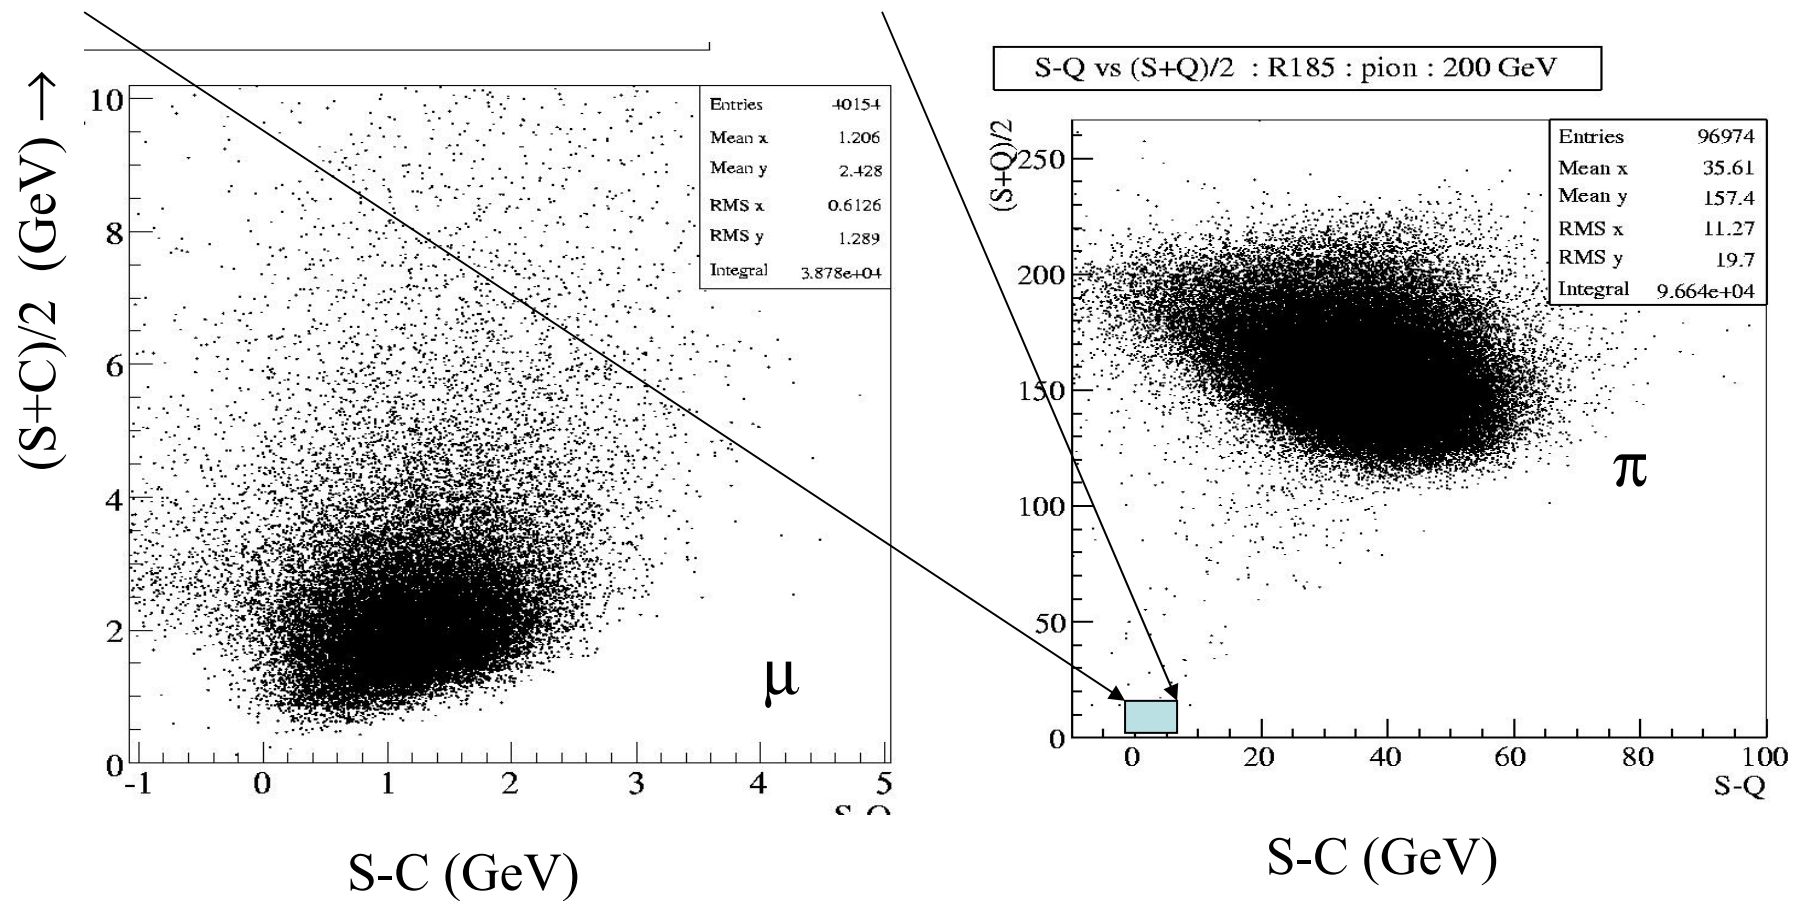 (S+C)/2 (GeV) →
10
8
6
4
2
0
Entries 40154
Mean x 1.206
Mean y 2.428
RMS x 0.6126
RMS y 1.289
Integral 3.878e+04
μ
-1 0 1 2 3 4 5
S-C (GeV)
S-Q vs (S+Q)/2 : R185 : pion : 200 GeV
(S+Q)/2
250
200
150
100
50
0
Entries 96974
Mean x 35.61
Mean y 157.4
RMS x 11.27
RMS y 19.7
Integral 9.664e+04
π
0 20 40 60 80 100
S-Q
S-C (GeV)